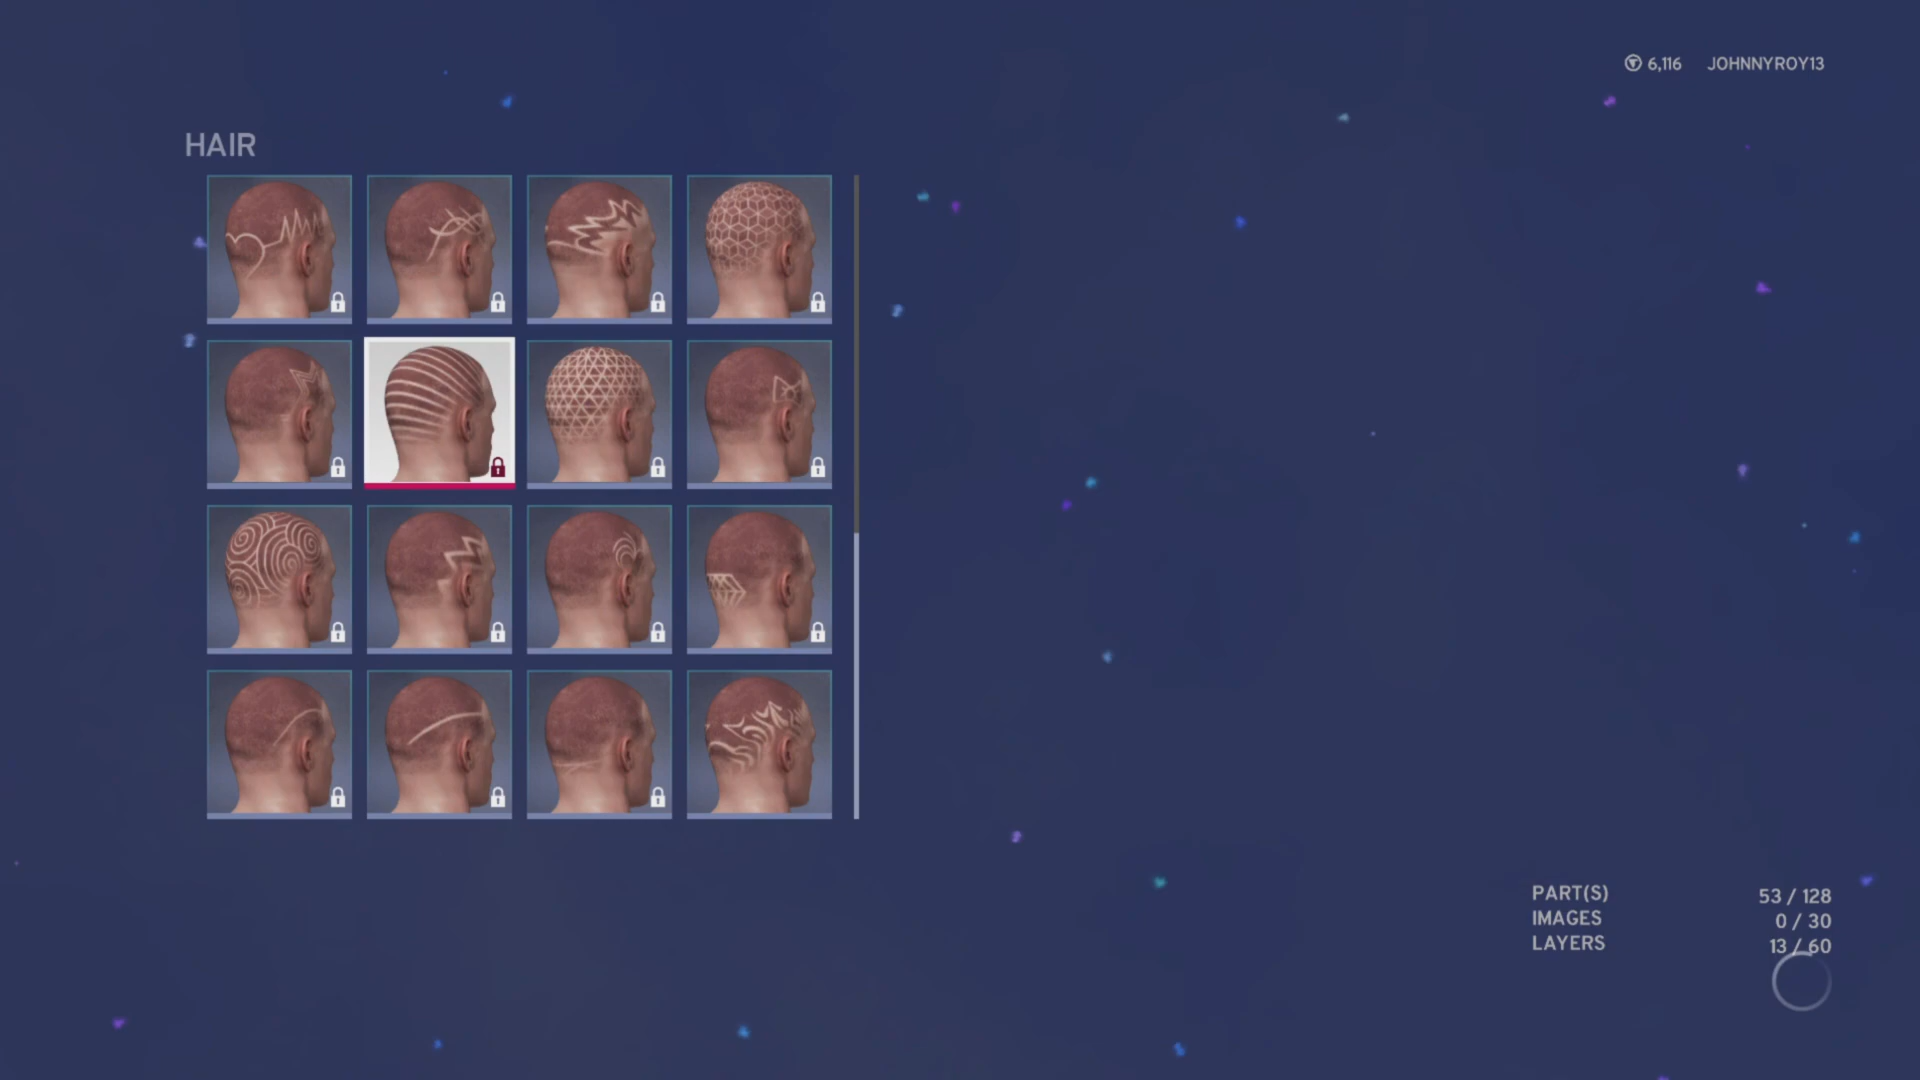 6,116 JOHNNYROY13
HAIR
PART(S) 53 / 128
IMAGES 0 / 30
LAYERS 13 / 60